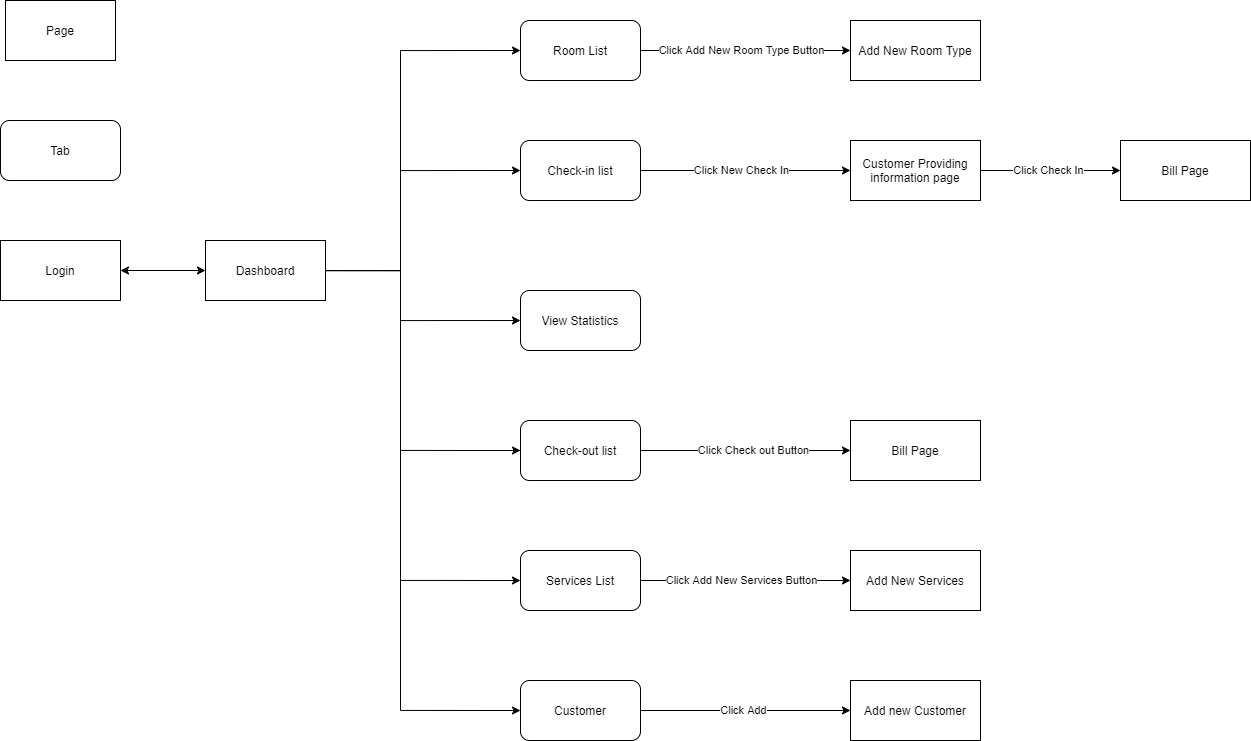 Page
Tab
Login
Dashboard
Room List
Click Add New Room Type Button
Add New Room Type
Check-in list
Click New Check In
Customer Providing
information page
Click Check In
Bill Page
View Statistics
Check-out list
Click Check out Button
Bill Page
Services List
Click Add New Services Button
Add New Services
Customer
Click Add
Add new Customer